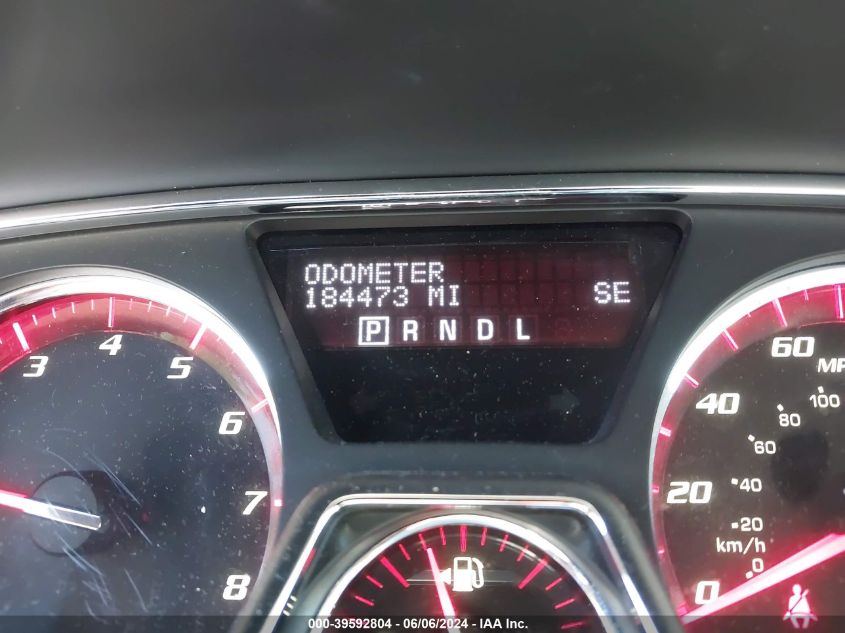 ODOMETER
184473 MI SE
P R N D L
3 4 5 6 7 8
60 MP
40 100
80
60
20 40
20
km/h
0 0
000-39592804 - 06/06/2024 - IAA Inc.